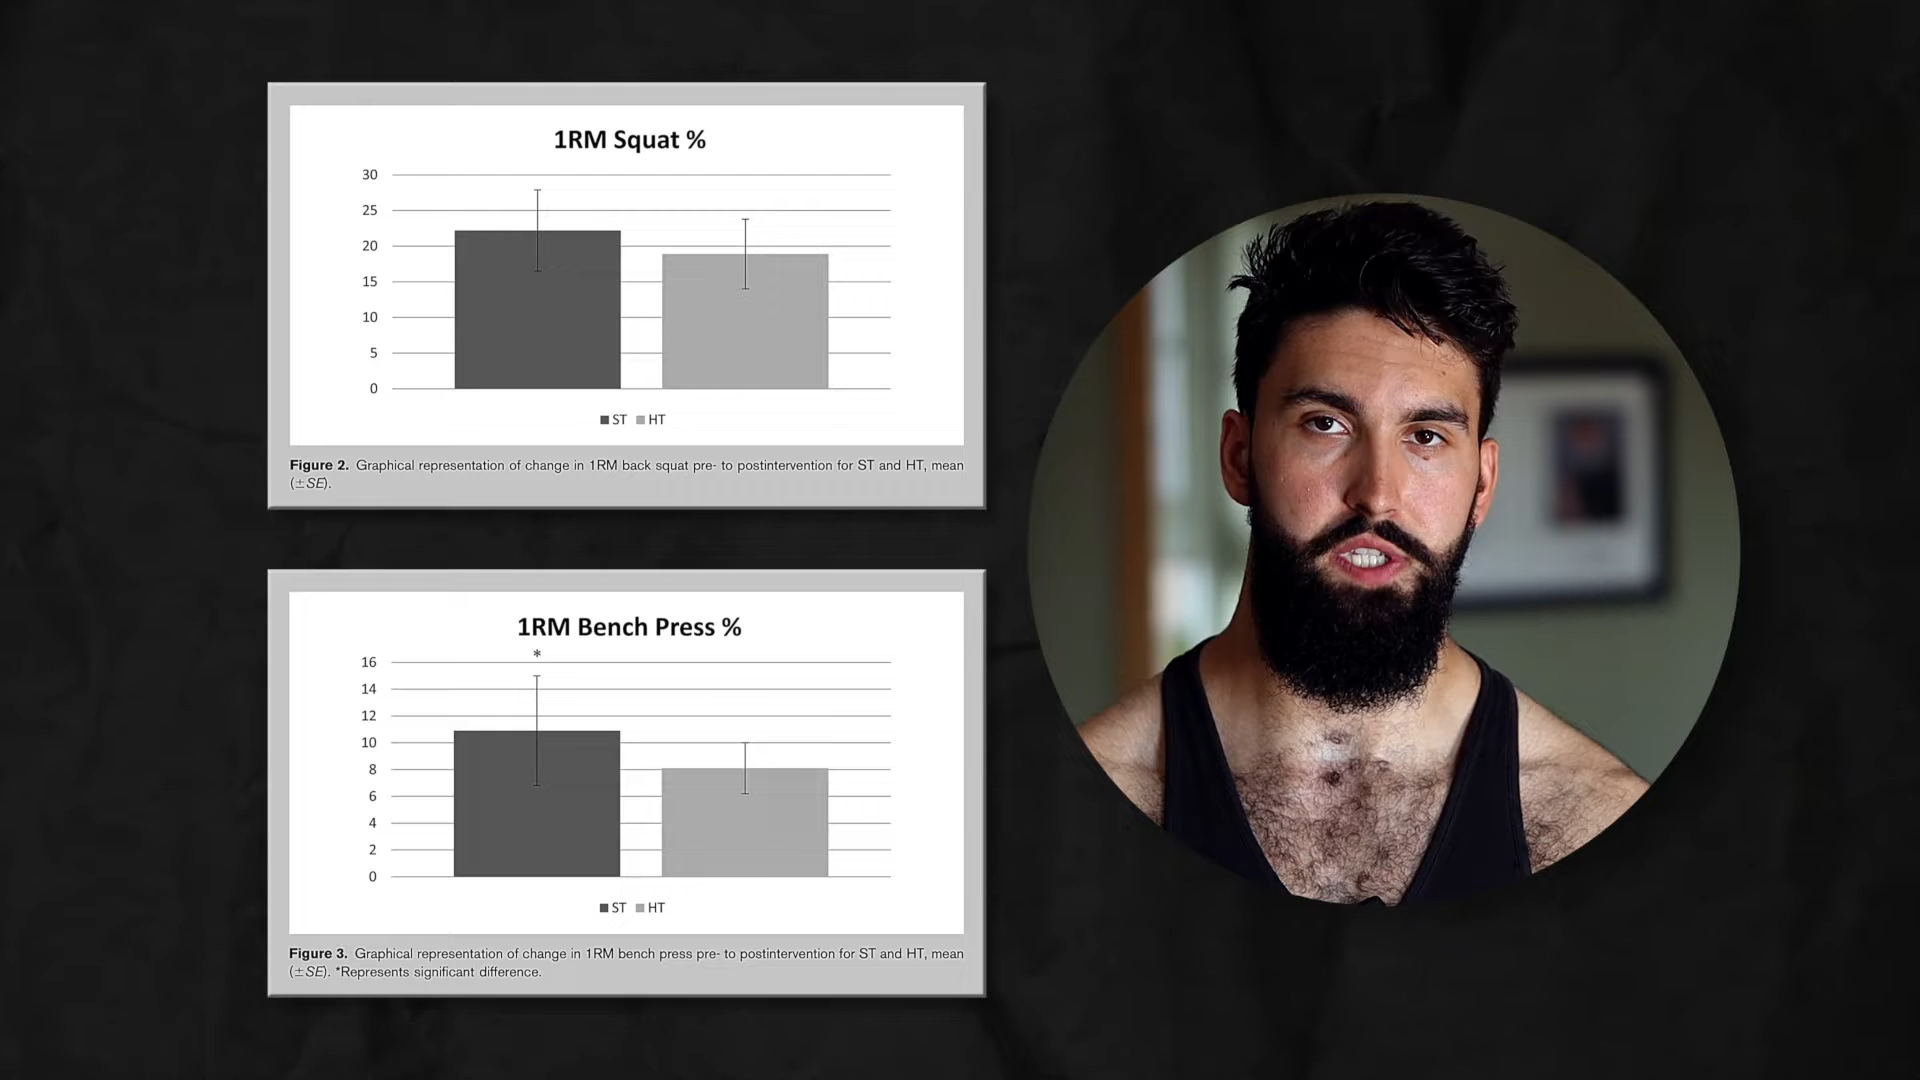 1RM Squat %
30
25
20
15
10
5
0
ST HT
Figure 2. Graphical representation of change in 1RM back squat pre- to postintervention for ST and HT, mean
(±SE).
1RM Bench Press %
*
16
14
12
10
8
6
4
2
0
ST HT
Figure 3. Graphical representation of change in 1RM bench press pre- to postintervention for ST and HT, mean
(±SE). *Represents significant difference.